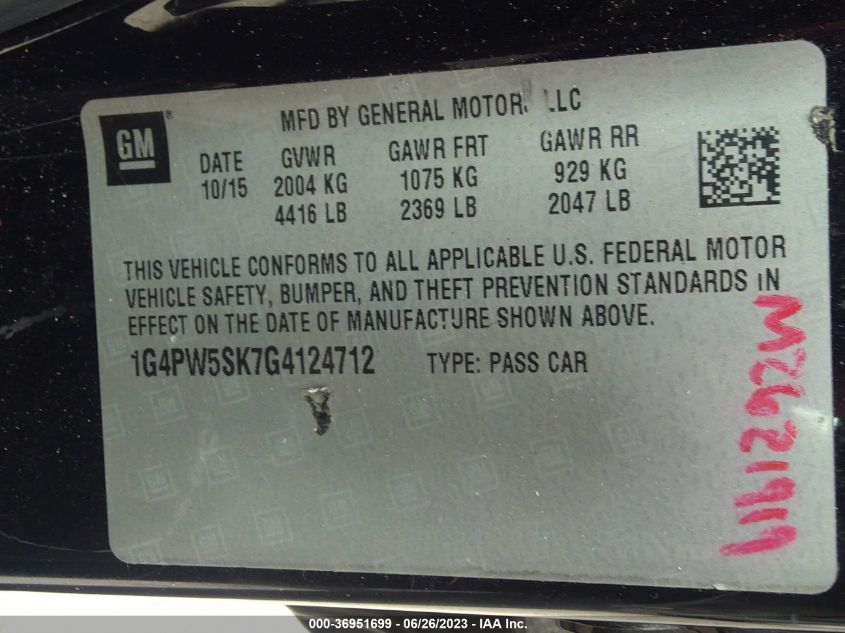 GM ®
MFD BY GENERAL MOTOR LLC
DATE GVWR GAWR FRT GAWR RR
10/15 2004 KG 1075 KG 929 KG
4416 LB 2369 LB 2047 LB
THIS VEHICLE CONFORMS TO ALL APPLICABLE U.S. FEDERAL MOTOR
VEHICLE SAFETY, BUMPER, AND THEFT PREVENTION STANDARDS IN
EFFECT ON THE DATE OF MANUFACTURE SHOWN ABOVE.
1G4PW5SK7G4124712 TYPE: PASS CAR
000-36951699 - 06/26/2023 - IAA Inc.